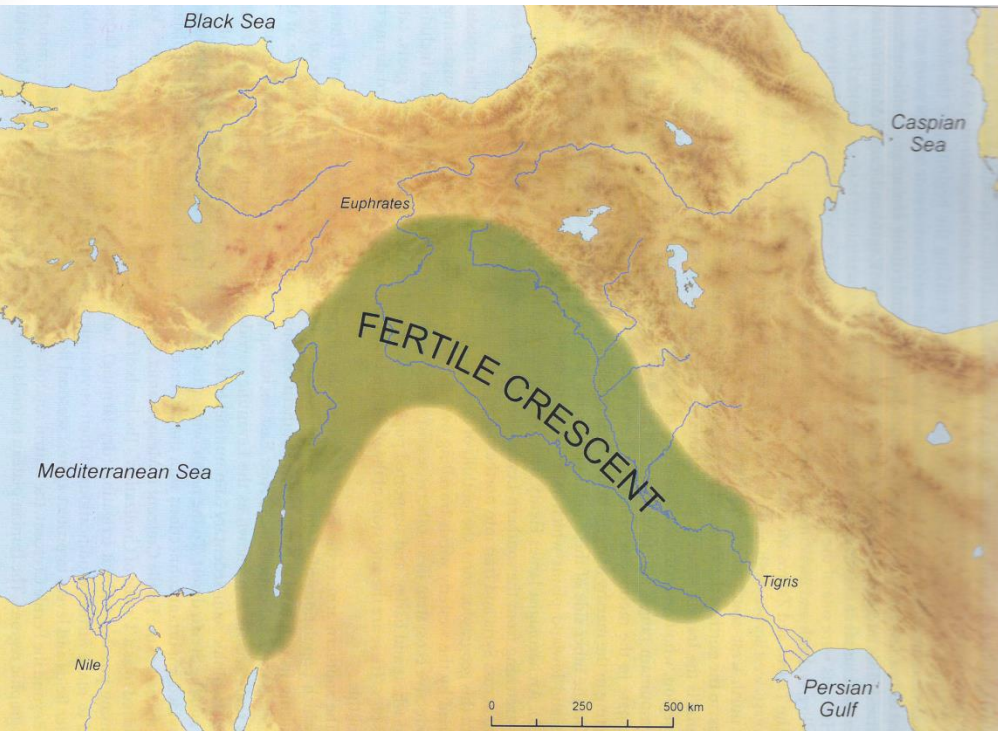 Black Sea
Caspian
Sea
Euphrates
FERTILE CRESCENT
Mediterranean Sea
Tigris
Nile
Persian
Gulf
0 250 500 km